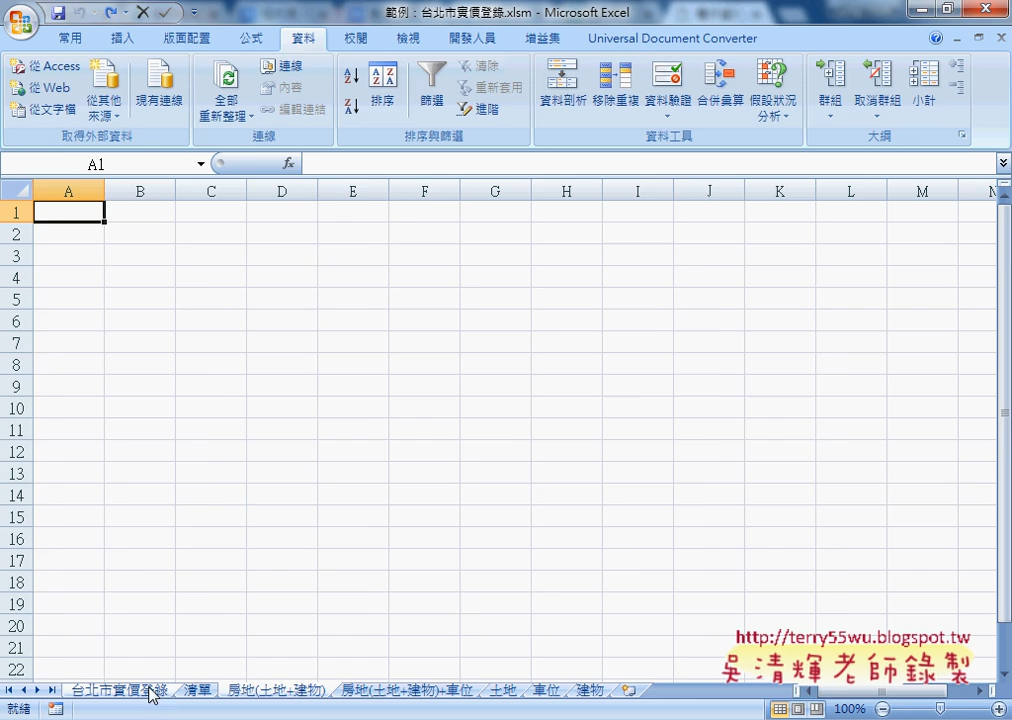 範例：台北市實價登錄.xlsm - Microsoft Excel
常用 插入 版面配置 公式 資料 校閱 檢視 開發人員 增益集 Universal Document Converter
從 Access
從 Web
從文字檔
從其他
來源
現有連線
取得外部資料
全部
重新整理
連線
內容
編輯連結
連線
排序
篩選
清除
重新套用
進階
排序與篩選
資料剖析
移除重複
資料驗證
合併彙算
假設狀況
分析
資料工具
群組
取消群組
小計
大綱
A1
fx
A B C D E F G H I J K L M N
1
2
3
4
5
6
7
8
9
10
11
12
13
14
15
16
17
18
19
20
21
22
http://terry55wu.blogspot.tw
吳清輝老師錄製
台北市實價登錄 清單 房地(土地+建物) 房地(土地+建物)+車位 土地 車位 建物
就緒
100%